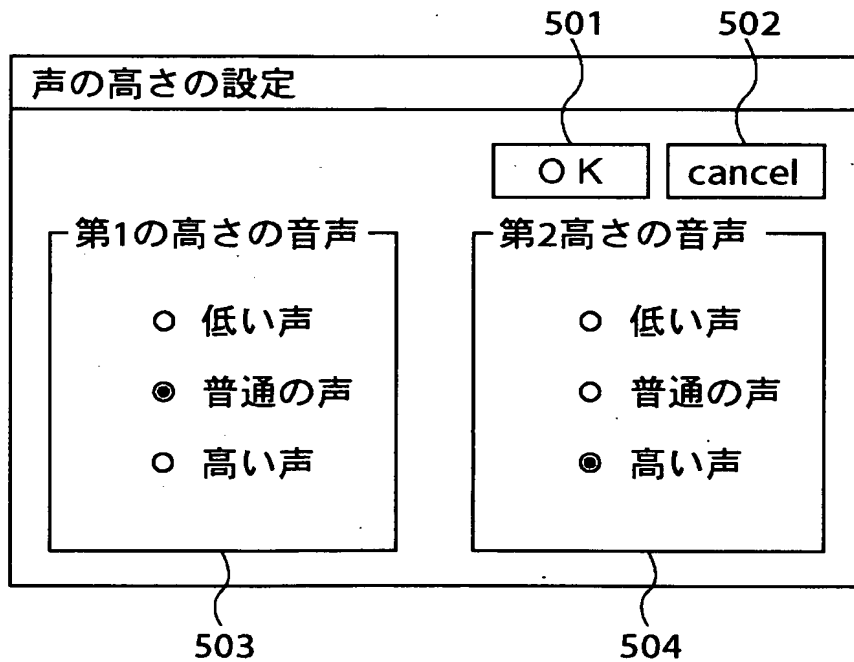 501 502
声の高さの設定
OK cancel
第1の高さの音声 第2高さの音声
低い声 低い声
普通の声 普通の声
高い声 高い声
503 504